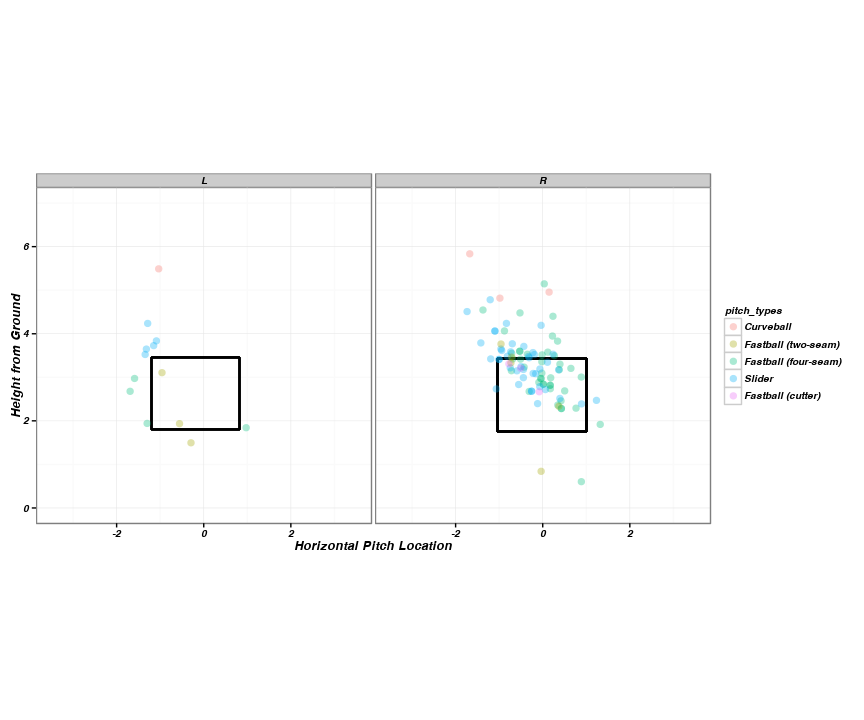 L
R
6
4
2
0
Height from Ground
-2
0
2
-2
0
2
Horizontal Pitch Location
pitch_types
Curveball
Fastball (two-seam)
Fastball (four-seam)
Slider
Fastball (cutter)